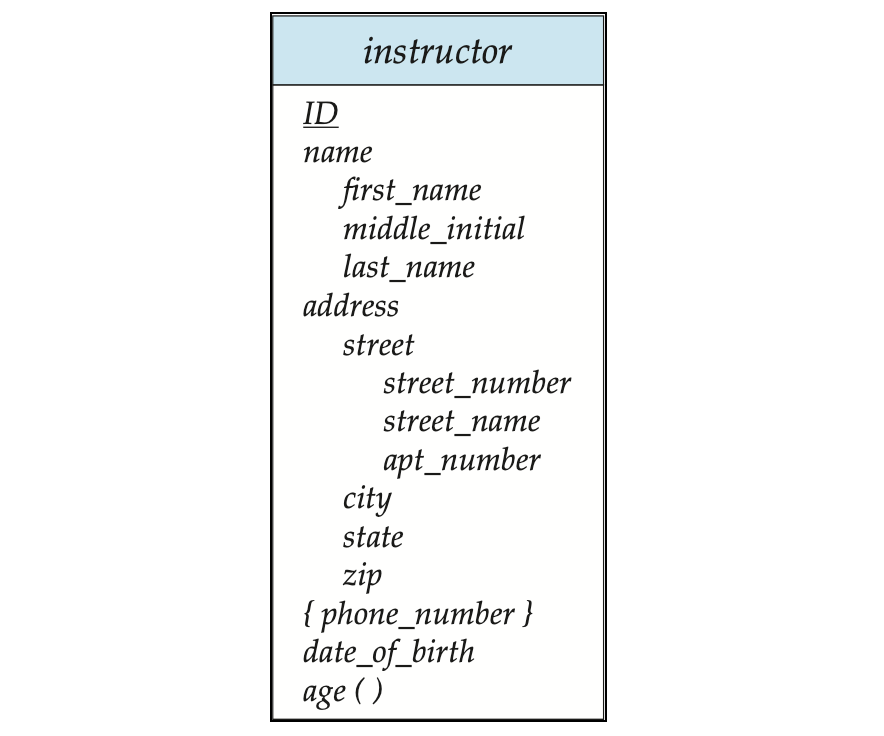 instructor
ID
name
first_name
middle_initial
last_name
address
street
street_number
street_name
apt_number
city
state
zip
{ phone_number }
date_of_birth
age ( )